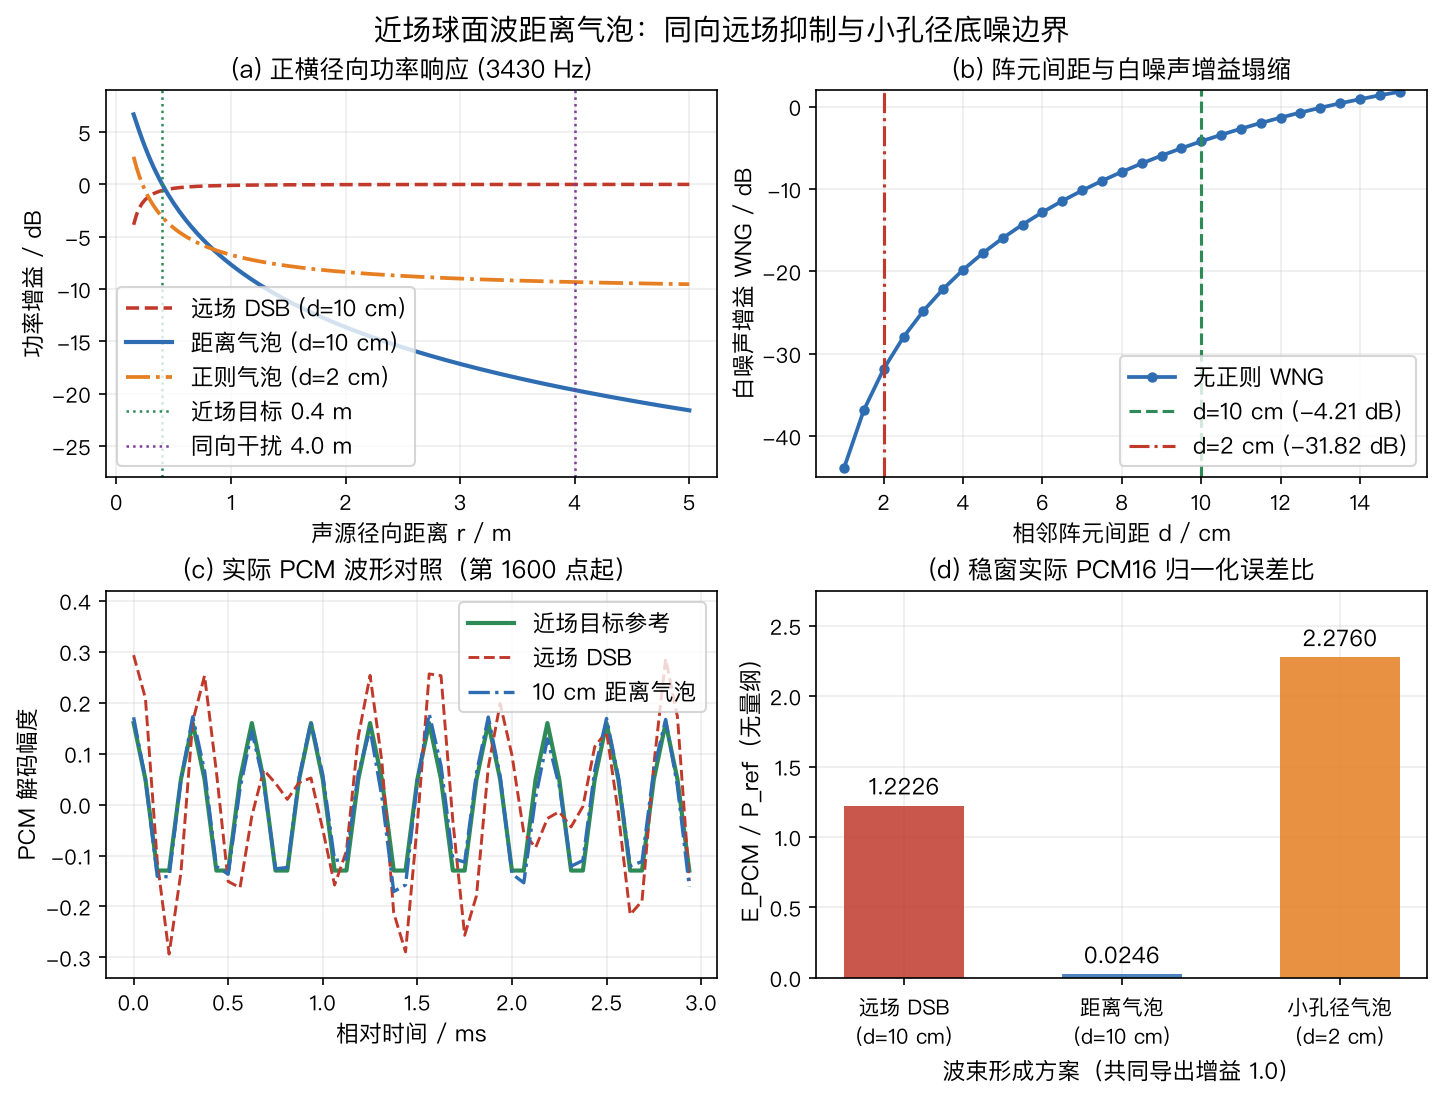 近场球面波距离气泡：同向远场抑制与小孔径底噪边界
(a) 正横径向功率响应 (3430 Hz)
功率增益 / dB
5
0
−5
−10
−15
−20
−25
远场 DSB (d=10 cm)
距离气泡 (d=10 cm)
正则气泡 (d=2 cm)
近场目标 0.4 m
同向干扰 4.0 m
0 1 2 3 4 5
声源径向距离 r / m
(b) 阵元间距与白噪声增益塌缩
白噪声增益 WNG / dB
0
−10
−20
−30
−40
无正则 WNG
d=10 cm (−4.21 dB)
d=2 cm (−31.82 dB)
2 4 6 8 10 12 14
相邻阵元间距 d / cm
(c) 实际 PCM 波形对照（第 1600 点起）
PCM 解码幅度
0.4
0.3
0.2
0.1
0.0
−0.1
−0.2
−0.3
近场目标参考
远场 DSB
10 cm 距离气泡
0.0 0.5 1.0 1.5 2.0 2.5 3.0
相对时间 / ms
(d) 稳窗实际 PCM16 归一化误差比
E_PCM / P_ref（无量纲）
2.5
2.0
1.5
1.0
0.5
0.0
1.2226
0.0246
2.2760
远场 DSB
(d=10 cm)
距离气泡
(d=10 cm)
小孔径气泡
(d=2 cm)
波束形成方案（共同导出增益 1.0）